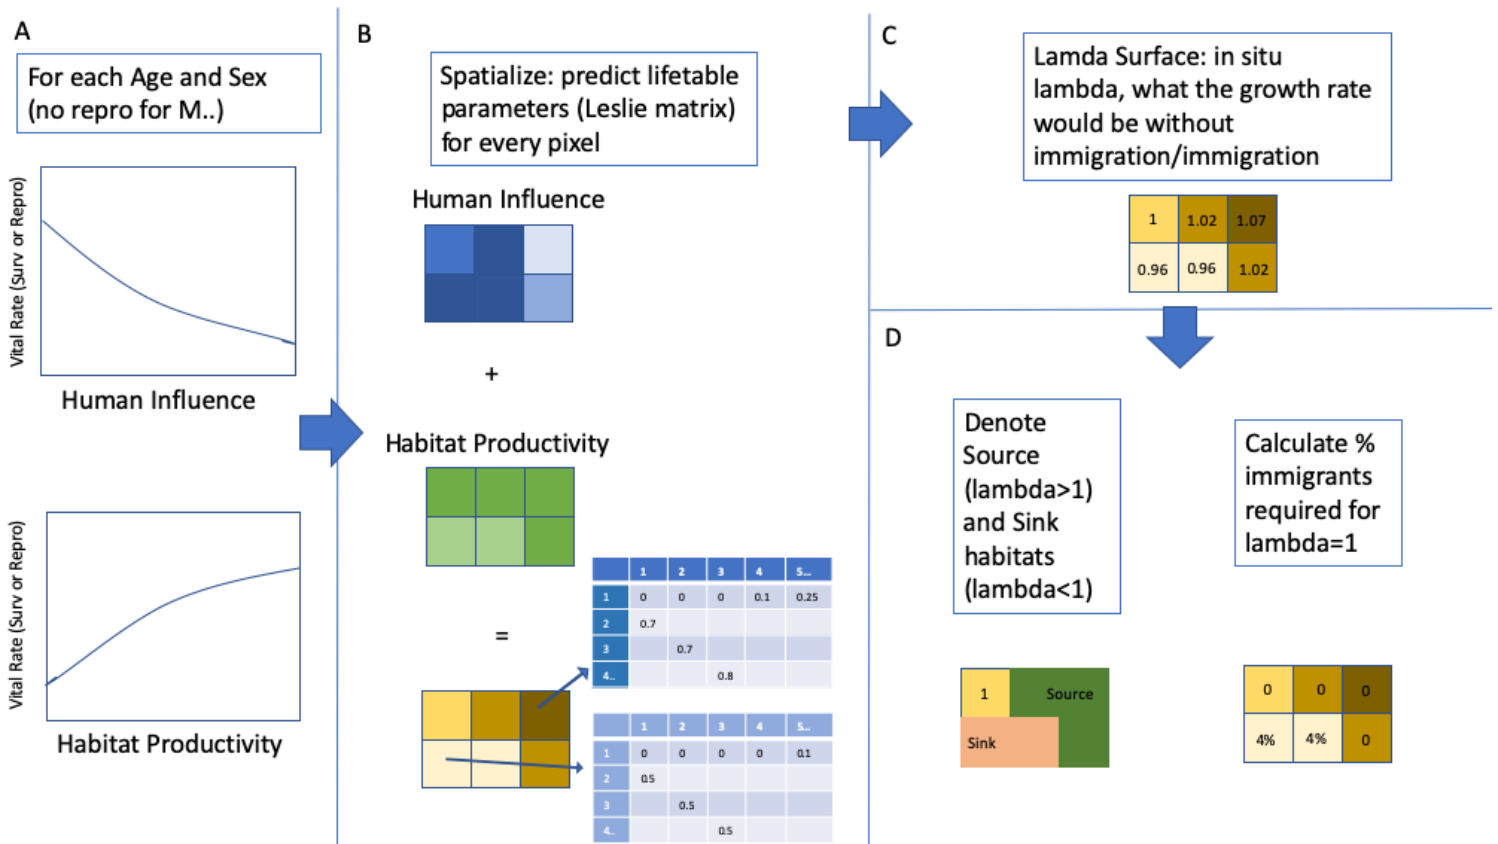 A
For each Age and Sex
(no repro for M..)
Vital Rate (Surv or Repro)
Human Influence
Vital Rate (Surv or Repro)
Habitat Productivity
B
Spatialize: predict lifetable
parameters (Leslie matrix)
for every pixel
Human Influence
+
Habitat Productivity
=
1 2 3 4 5...
1 0 0 0 0.1 0.25
2 0.7
3 0.7
4.. 0.8
1 2 3 4 5...
1 0 0 0 0 0.1
2 0.5
3 0.5
4.. 0.5
C
Lamda Surface: in situ
lambda, what the growth rate
would be without
immigration/immigration
1 1.02 1.07
0.96 0.96 1.02
D
Denote
Source
(lambda>1)
and Sink
habitats
(lambda<1)
1 Source
Sink
Calculate %
immigrants
required for
lambda=1
0 0 0
4% 4% 0